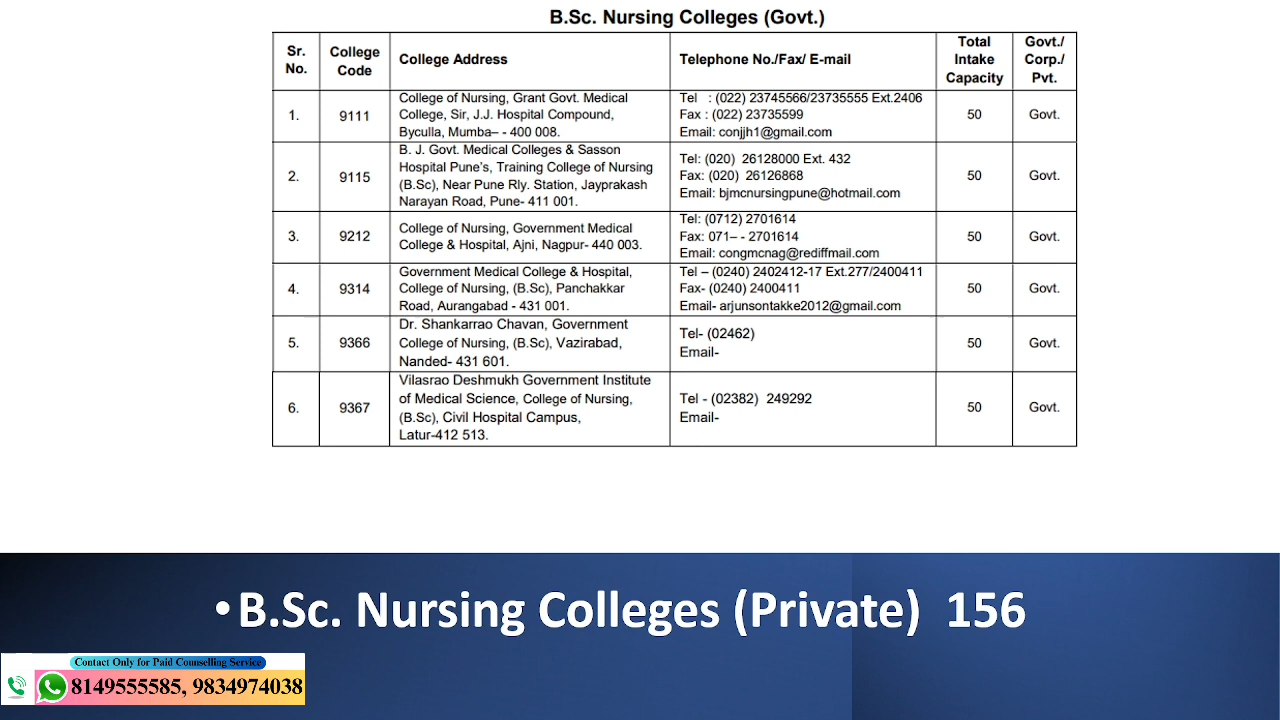 B.Sc. Nursing Colleges (Govt.)
Sr. No. College Code College Address Telephone No./Fax/ E-mail Total Intake Capacity Govt./ Corp./ Pvt.
1. 9111
College of Nursing, Grant Govt. Medical
College, Sir, J.J. Hospital Compound,
Byculla, Mumba– - 400 008.
Tel : (022) 23745566/23735555 Ext.2406
Fax : (022) 23735599
Email: conjjh1@gmail.com
50 Govt.
2. 9115
B. J. Govt. Medical Colleges & Sasson
Hospital Pune's, Training College of Nursing
(B.Sc), Near Pune Rly. Station, Jayprakash
Narayan Road, Pune- 411 001.
Tel: (020) 26128000 Ext. 432
Fax: (020) 26126868
Email: bjmcnursingpune@hotmail.com
50 Govt.
3. 9212
College of Nursing, Government Medical
College & Hospital, Ajni, Nagpur- 440 003.
Tel: (0712) 2701614
Fax: 071– - 2701614
Email: congmcnag@rediffmail.com
50 Govt.
4. 9314
Government Medical College & Hospital,
College of Nursing, (B.Sc), Panchakkar
Road, Aurangabad - 431 001.
Tel – (0240) 2402412-17 Ext.277/2400411
Fax- (0240) 2400411
Email- arjunsontakke2012@gmail.com
50 Govt.
5. 9366
Dr. Shankarrao Chavan, Government
College of Nursing, (B.Sc), Vazirabad,
Nanded- 431 601.
Tel- (02462)
Email-
50 Govt.
6. 9367
Vilasrao Deshmukh Government Institute
of Medical Science, College of Nursing,
(B.Sc), Civil Hospital Campus,
Latur-412 513.
Tel - (02382) 249292
Email-
50 Govt.
•B.Sc. Nursing Colleges (Private) 156
Contact Only for Paid Counselling Service
8149555585, 9834974038